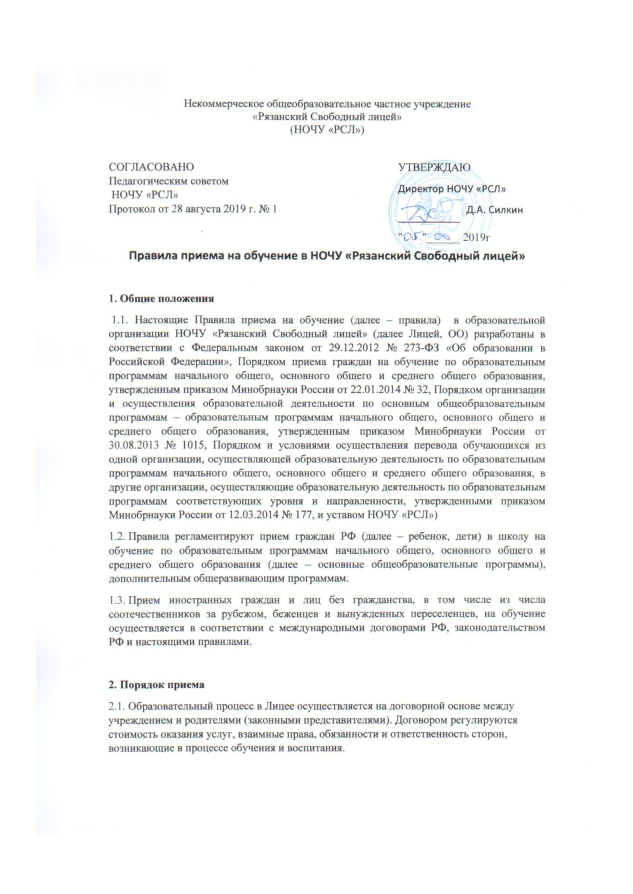 Некоммерческое общеобразовательное частное учреждение
«Рязанский Свободный лицей»
(НОЧУ «РСЛ»)
СОГЛАСОВАНО
Педагогическим советом
НОЧУ «РСЛ»
Протокол от 28 августа 2019 г. № 1
УТВЕРЖДАЮ
Директор НОЧУ «РСЛ»
Д.А. Силкин
"05" 2019г
Правила приема на обучение в НОЧУ «Рязанский Свободный лицей»
1. Общие положения
1.1. Настоящие Правила приема на обучение (далее – правила) в образовательной
организации НОЧУ «Рязанский Свободный лицей» (далее Лицей, ОО) разработаны в
соответствии с Федеральным законом от 29.12.2012 № 273-ФЗ «Об образовании в
Российской Федерации», Порядком приема граждан на обучение по образовательным
программам начального общего, основного общего и среднего общего образования,
утвержденным приказом Минобрнауки России от 22.01.2014 № 32, Порядком организации
и осуществления образовательной деятельности по основным общеобразовательным
программам – образовательным программам начального общего, основного общего и
среднего общего образования, утвержденным приказом Минобрнауки России от
30.08.2013 № 1015, Порядком и условиями осуществления перевода обучающихся из
одной организации, осуществляющей образовательную деятельность по образовательным
программам начального общего, основного общего и среднего общего образования, в
другие организации, осуществляющие образовательную деятельность по образовательным
программам соответствующих уровня и направленности, утвержденными приказом
Минобрнауки России от 12.03.2014 № 177, и уставом НОЧУ «РСЛ»)
1.2. Правила регламентируют прием граждан РФ (далее – ребенок, дети) в школу на
обучение по образовательным программам начального общего, основного общего и
среднего общего образования (далее – основные общеобразовательные программы),
дополнительным общеразвивающим программам.
1.3. Прием иностранных граждан и лиц без гражданства, в том числе из числа
соотечественников за рубежом, беженцев и вынужденных переселенцев, на обучение
осуществляется в соответствии с международными договорами РФ, законодательством
РФ и настоящими правилами.
2. Порядок приема
2.1. Образовательный процесс в Лицее осуществляется на договорной основе между
учреждением и родителями (законными представителями). Договором регулируются
стоимость оказания услуг, взаимные права, обязанности и ответственность сторон,
возникающие в процессе обучения и воспитания.